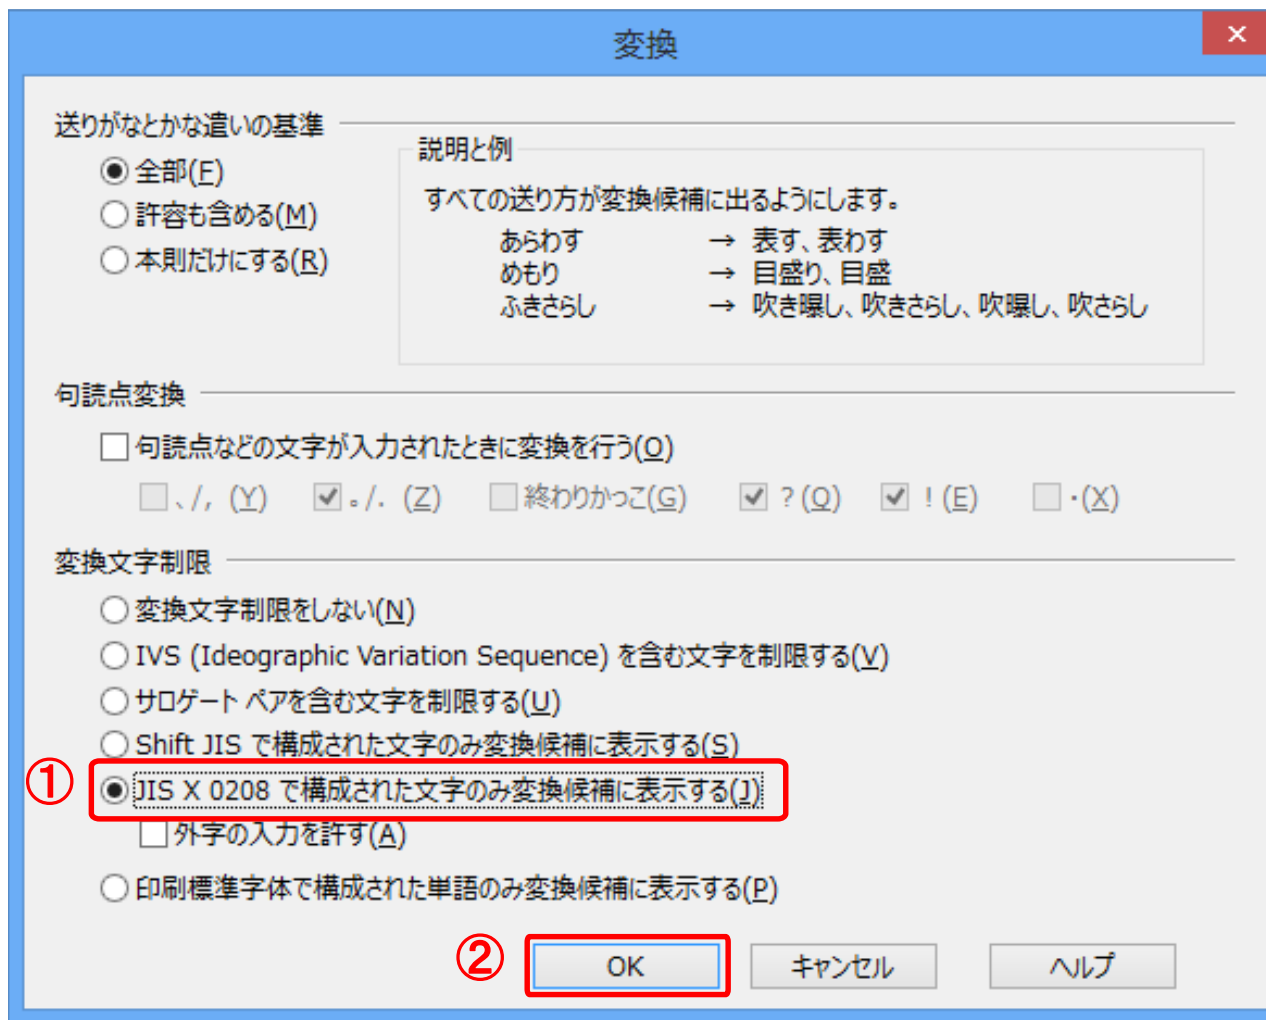 変換
送りがなとかな遣いの基準
全部(F)
許容も含める(M)
本則だけにする(R)
説明と例
すべての送り方が変換候補に出るようにします。
あらわす → 表す、表わす
めもり → 目盛り、目盛
ふきさらし → 吹き曝し、吹きさらし、吹曝し、吹さらし
句読点変換
句読点などの文字が入力されたときに変換を行う(O)
、/, (Y) 。/. (Z) 終わりかっこ(G) ? (Q) ! (E) ・(X)
変換文字制限
変換文字制限をしない(N)
IVS (Ideographic Variation Sequence) を含む文字を制限する(V)
サロゲート ペアを含む文字を制限する(U)
Shift JIS で構成された文字のみ変換候補に表示する(S)
① JIS X 0208 で構成された文字のみ変換候補に表示する(J)
外字の入力を許す(A)
印刷標準字体で構成された単語のみ変換候補に表示する(P)
② OK キャンセル ヘルプ